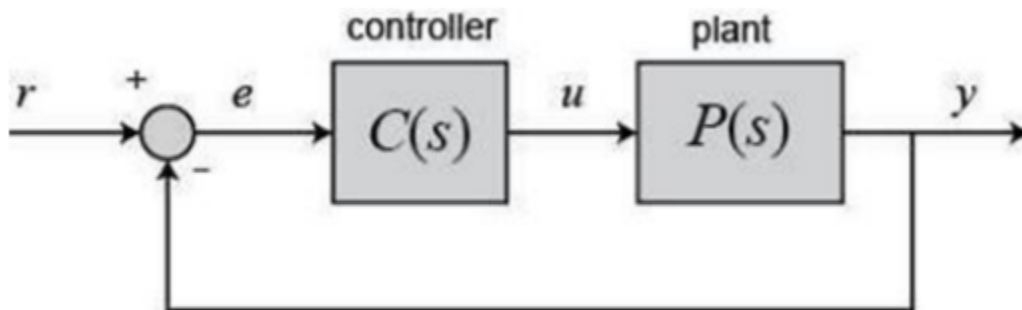 controller plant
r + e C(s) u P(s) y
−